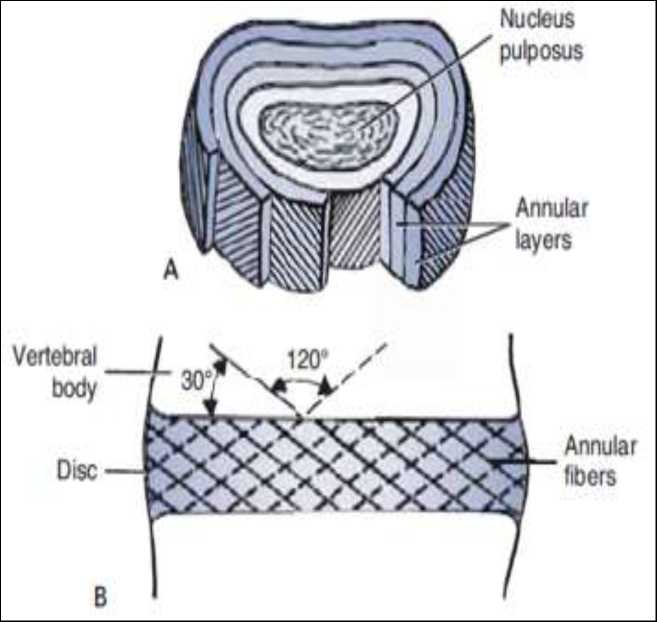 Nucleus
pulposus
Annular
layers
A
Vertebral
body
30°
120°
Disc
Annular
fibers
B